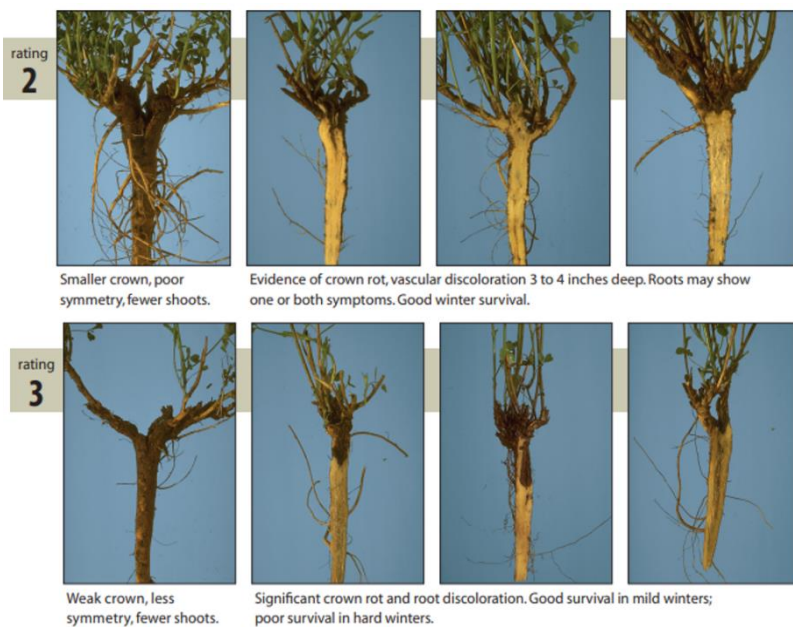 rating
2
Smaller crown, poor
symmetry, fewer shoots.
Evidence of crown rot, vascular discoloration 3 to 4 inches deep. Roots may show
one or both symptoms. Good winter survival.
rating
3
Weak crown, less
symmetry, fewer shoots.
Significant crown rot and root discoloration. Good survival in mild winters;
poor survival in hard winters.